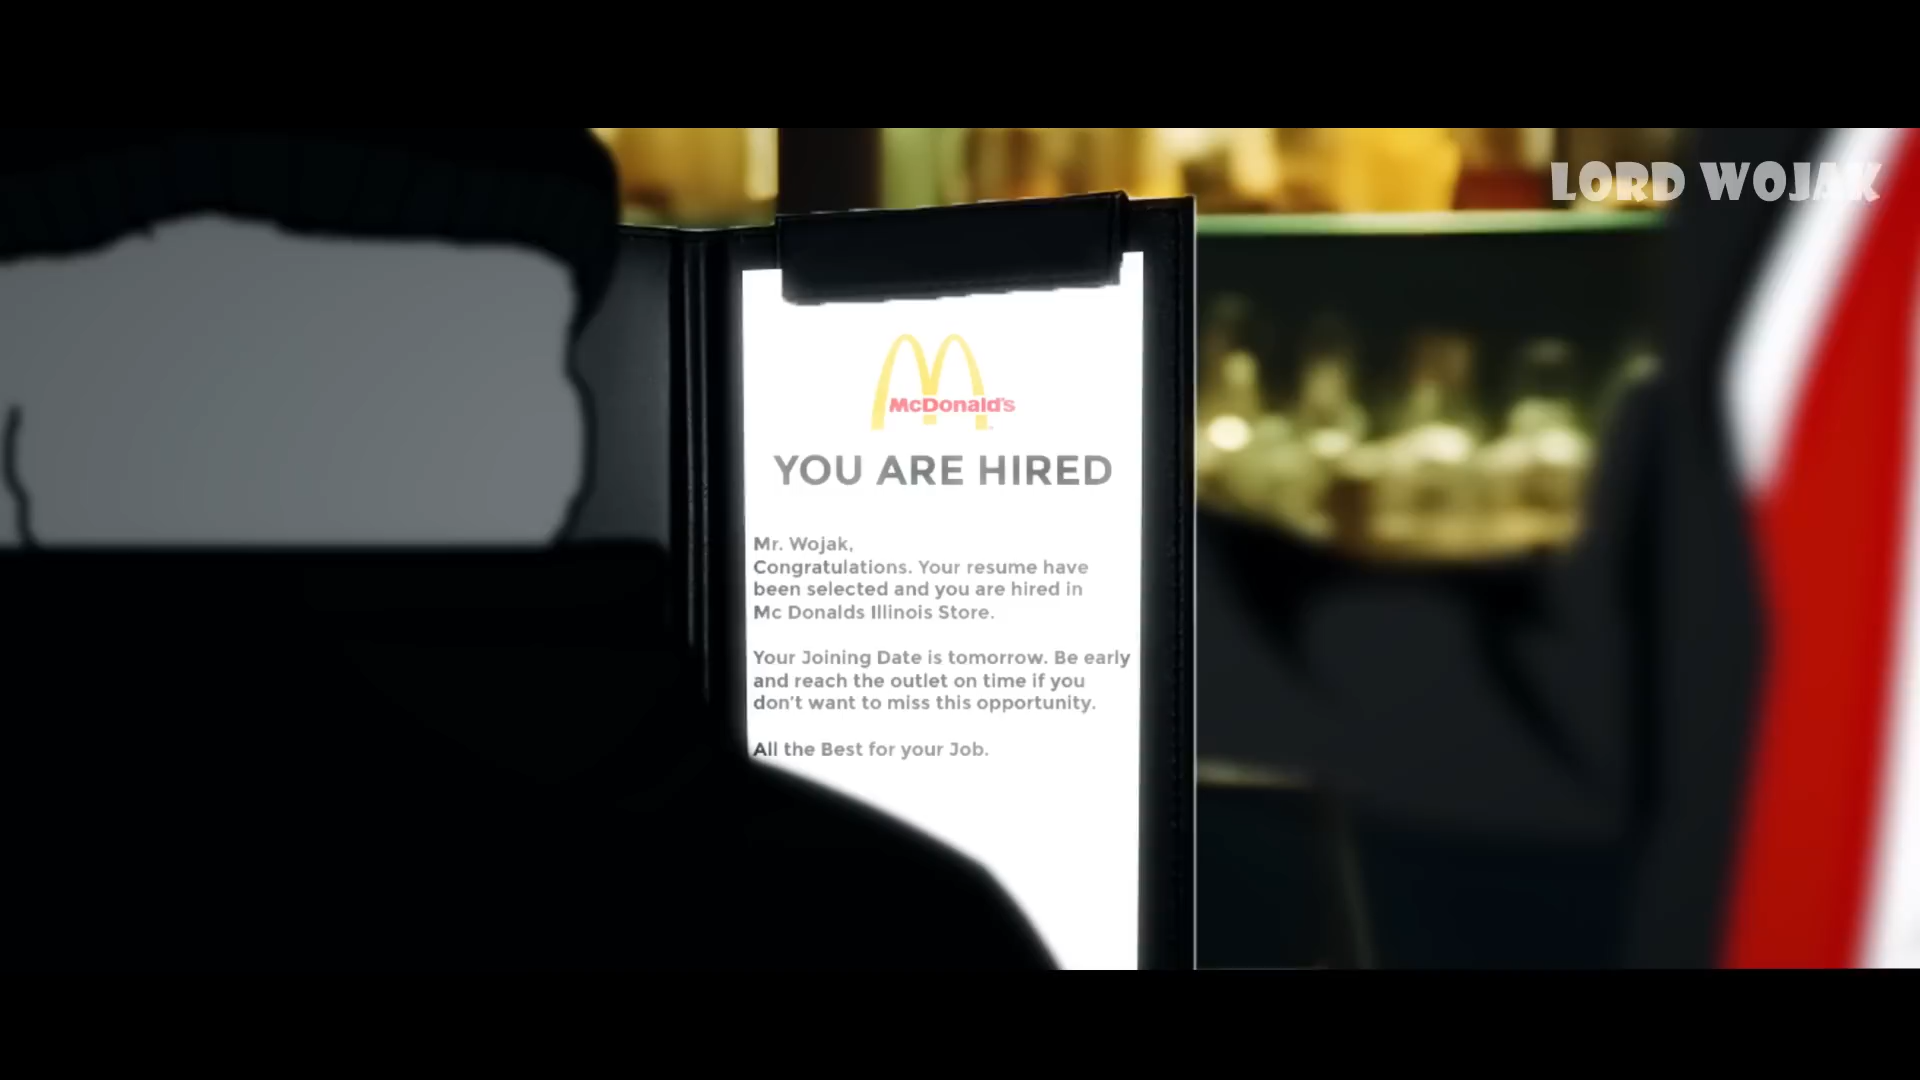 LORD WOJAK
McDonald's
YOU ARE HIRED
Mr. Wojak,
Congratulations. Your resume have
been selected and you are hired in
Mc Donalds Illinois Store.
Your Joining Date is tomorrow. Be early
and reach the outlet on time if you
don't want to miss this opportunity.
All the Best for your Job.